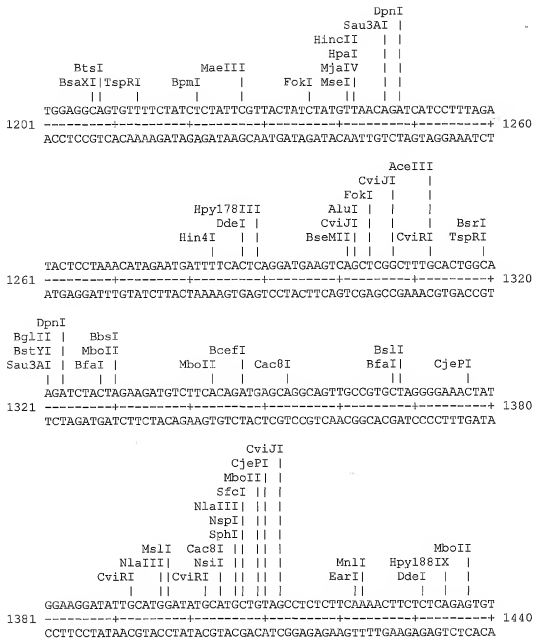 DpnI
Sau3AI
HincII
HpaI
BtsI MaeIII MjaIV
BsaXI TspRI BpmI FokI MseI
TGGAGGCAGTGTTTTCTATCTCTATTCGTTACTATCTATGTTAACAGATCATCCTTTAGA
1201 ---------+---------+---------+---------+---------+---------+ 1260
ACCTCCGTCACAAAAGATAGAGATAAGCAATGATAGATACAATTGTCTAGTAGGAAATCT
AceIII
CviJI
FokI
Hpy178III AluI
DdeI CviJI BsrI
Hin4I BseMII CviRI TspRI
TACTCCTAAACATAGAATGATTTTCACTCAGGATGAAGTCAGCTCGGCTTTGCACTGGCA
1261 ---------+---------+---------+---------+---------+---------+ 1320
ATGAGGATTTGTATCTTACTAAAAGTGAGTCCTACTTCAGTCGAGCCGAAACGTGACCGT
DpnI
BglII BbsI
BstYI MboII BcefI BslI
Sau3AI BfaI MboII Cac8I BfaI CjePI
AGATCTACTAGAAGATGTCTTCACAGATGAGCAGGCAGTTGCCGTGCTAGGGGAAACTAT
1321 ---------+---------+---------+---------+---------+---------+ 1380
TCTAGATGATCTTCTACAGAAGTGTCTACTCGTCCGTCAACGGCACGATCCCCTTTGATA
CviJI
CjePI
MboII
SfcI
NlaIII
NspI
SphI
MslI Cac8I MboII
NlaIII NsiI MnlI Hpy188IX
CviRI CviRI EarI DdeI
GGAAGGATATTGCATGGATATGCATGCTGTAGCCTCTCTTCAAAACTTCTCTCAGAGTGT
1381 ---------+---------+---------+---------+---------+---------+ 1440
CCTTCCTATAACGTACCTATACGTACGACATCGGAGAGAAGTTTTGAAGAGAGTCTCACA